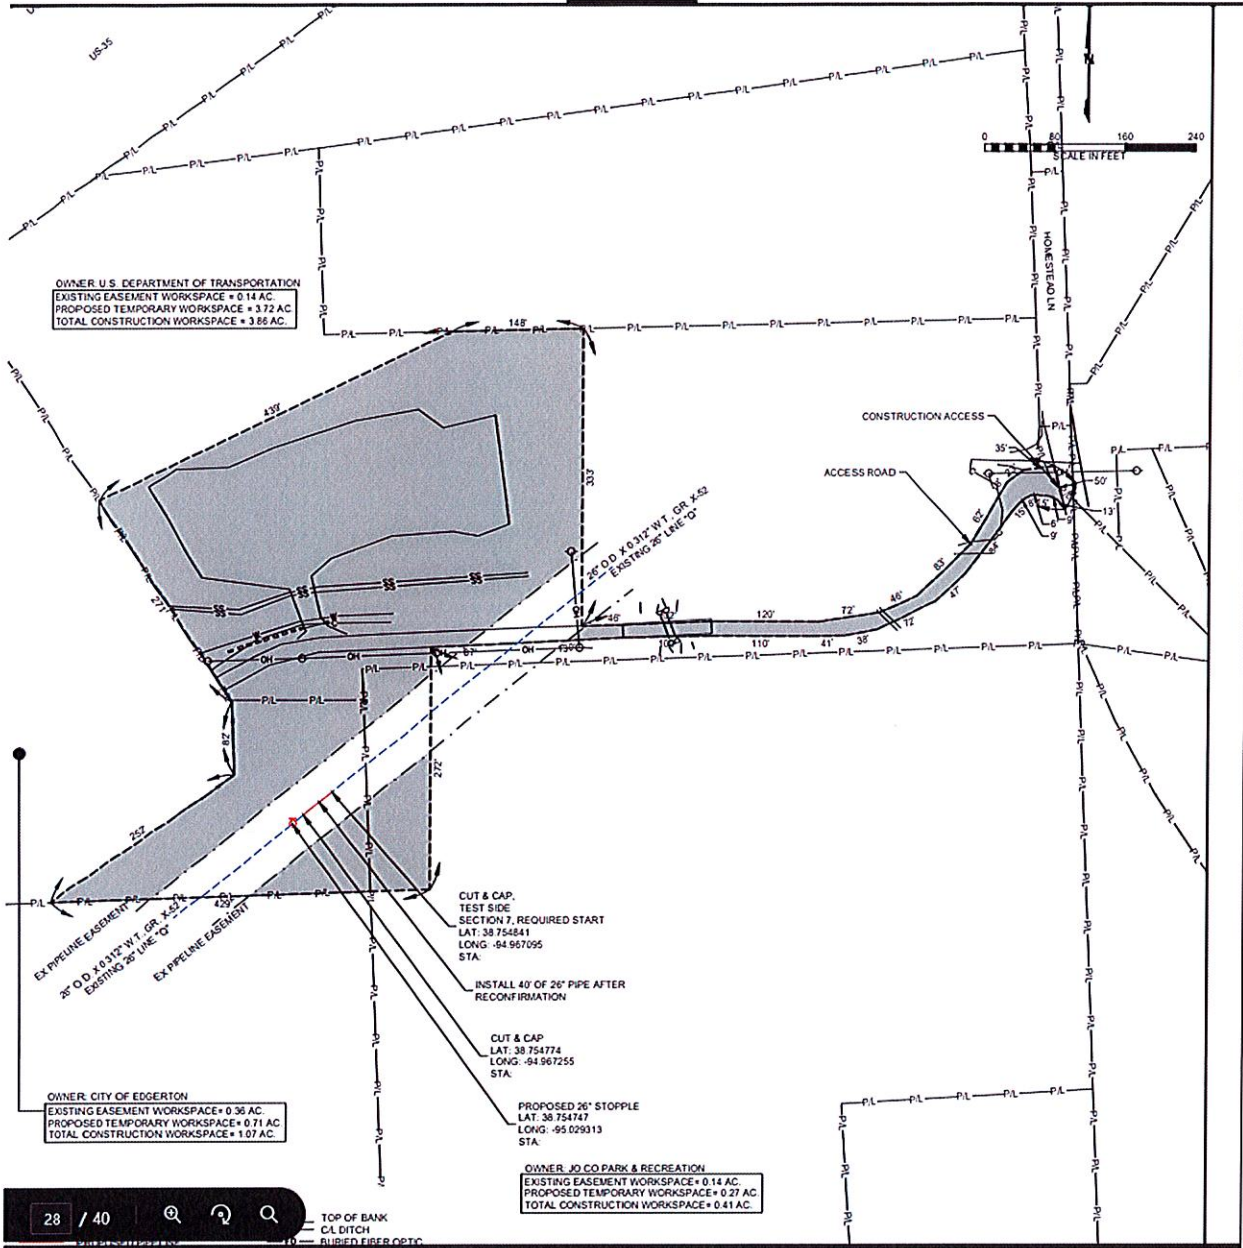 US-35
N
0 80 160 240
SCALE IN FEET
HOMESTEAD LN
OWNER: U.S. DEPARTMENT OF TRANSPORTATION
EXISTING EASEMENT WORKSPACE = 0.14 AC.
PROPOSED TEMPORARY WORKSPACE = 3.72 AC.
TOTAL CONSTRUCTION WORKSPACE = 3.86 AC.
148'
439'
333'
CONSTRUCTION ACCESS
ACCESS ROAD
35'
50'
13'
6'
9'
62'
84'
83'
47'
46'
72'
72'
38'
120'
110'
41'
46'
26" O.D. X 0.312" W.T., GR. X-52
EXISTING 26" LINE "Q"
271'
82'
67'
272'
252'
429'
P/L
OH
EX PIPELINE EASEMENT
26" O.D. X 0.312" W.T., GR. X-52
EXISTING 26" LINE "Q"
EX PIPELINE EASEMENT
CUT & CAP,
TEST SIDE
SECTION 7, REQUIRED START
LAT: 38.754841
LONG: -94.967095
STA:
INSTALL 40' OF 26" PIPE AFTER
RECONFIRMATION
CUT & CAP
LAT: 38.754774
LONG: -94.967255
STA:
PROPOSED 26" STOPPLE
LAT: 38.754747
LONG: -95.029313
STA:
OWNER: CITY OF EDGERTON
EXISTING EASEMENT WORKSPACE= 0.36 AC.
PROPOSED TEMPORARY WORKSPACE= 0.71 AC
TOTAL CONSTRUCTION WORKSPACE= 1.07 AC.
OWNER: JO CO PARK & RECREATION
EXISTING EASEMENT WORKSPACE= 0.14 AC.
PROPOSED TEMPORARY WORKSPACE= 0.27 AC.
TOTAL CONSTRUCTION WORKSPACE= 0.41 AC.
28 / 40
TOP OF BANK
C/L DITCH
BURIED FIBER OPTIC